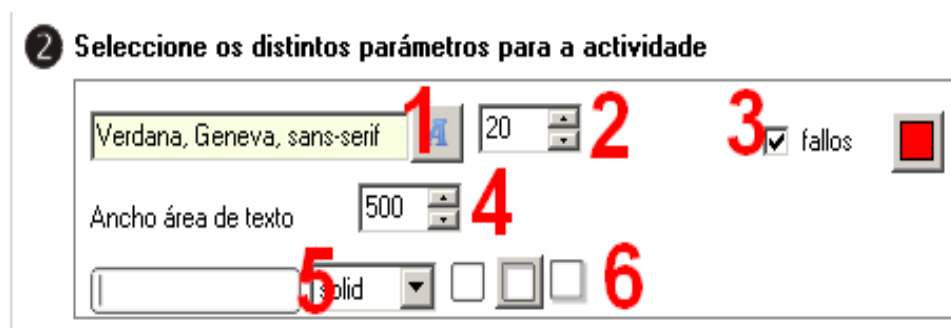 2 Seleccione os distintos parámetros para a actividade
Verdana, Geneva, sans-serif 1 A 20 2 3 fallos
Ancho área de texto 500 4
5 solid 6